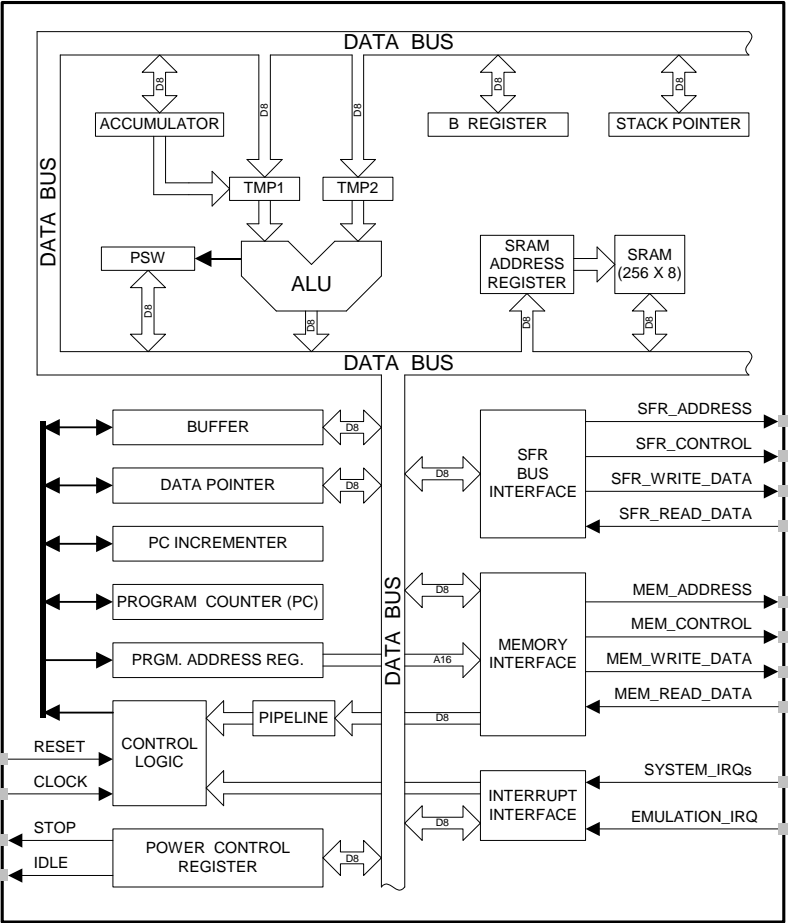 DATA BUS
D8
D8
D8
D8
D8
ACCUMULATOR
B REGISTER
STACK POINTER
DATA BUS
TMP1
TMP2
PSW
ALU
SRAM
ADDRESS
REGISTER
SRAM
(256 X 8)
D8
D8
D8
D8
DATA BUS
BUFFER
D8
DATA POINTER
D8
PC INCREMENTER
PROGRAM COUNTER (PC)
PRGM. ADDRESS REG.
A16
DATA BUS
D8
SFR
BUS
INTERFACE
SFR_ADDRESS
SFR_CONTROL
SFR_WRITE_DATA
SFR_READ_DATA
D8
MEMORY
INTERFACE
MEM_ADDRESS
MEM_CONTROL
MEM_WRITE_DATA
MEM_READ_DATA
PIPELINE
D8
CONTROL
LOGIC
RESET
CLOCK
INTERRUPT
INTERFACE
SYSTEM_IRQs
EMULATION_IRQ
D8
STOP
IDLE
POWER CONTROL
REGISTER
D8